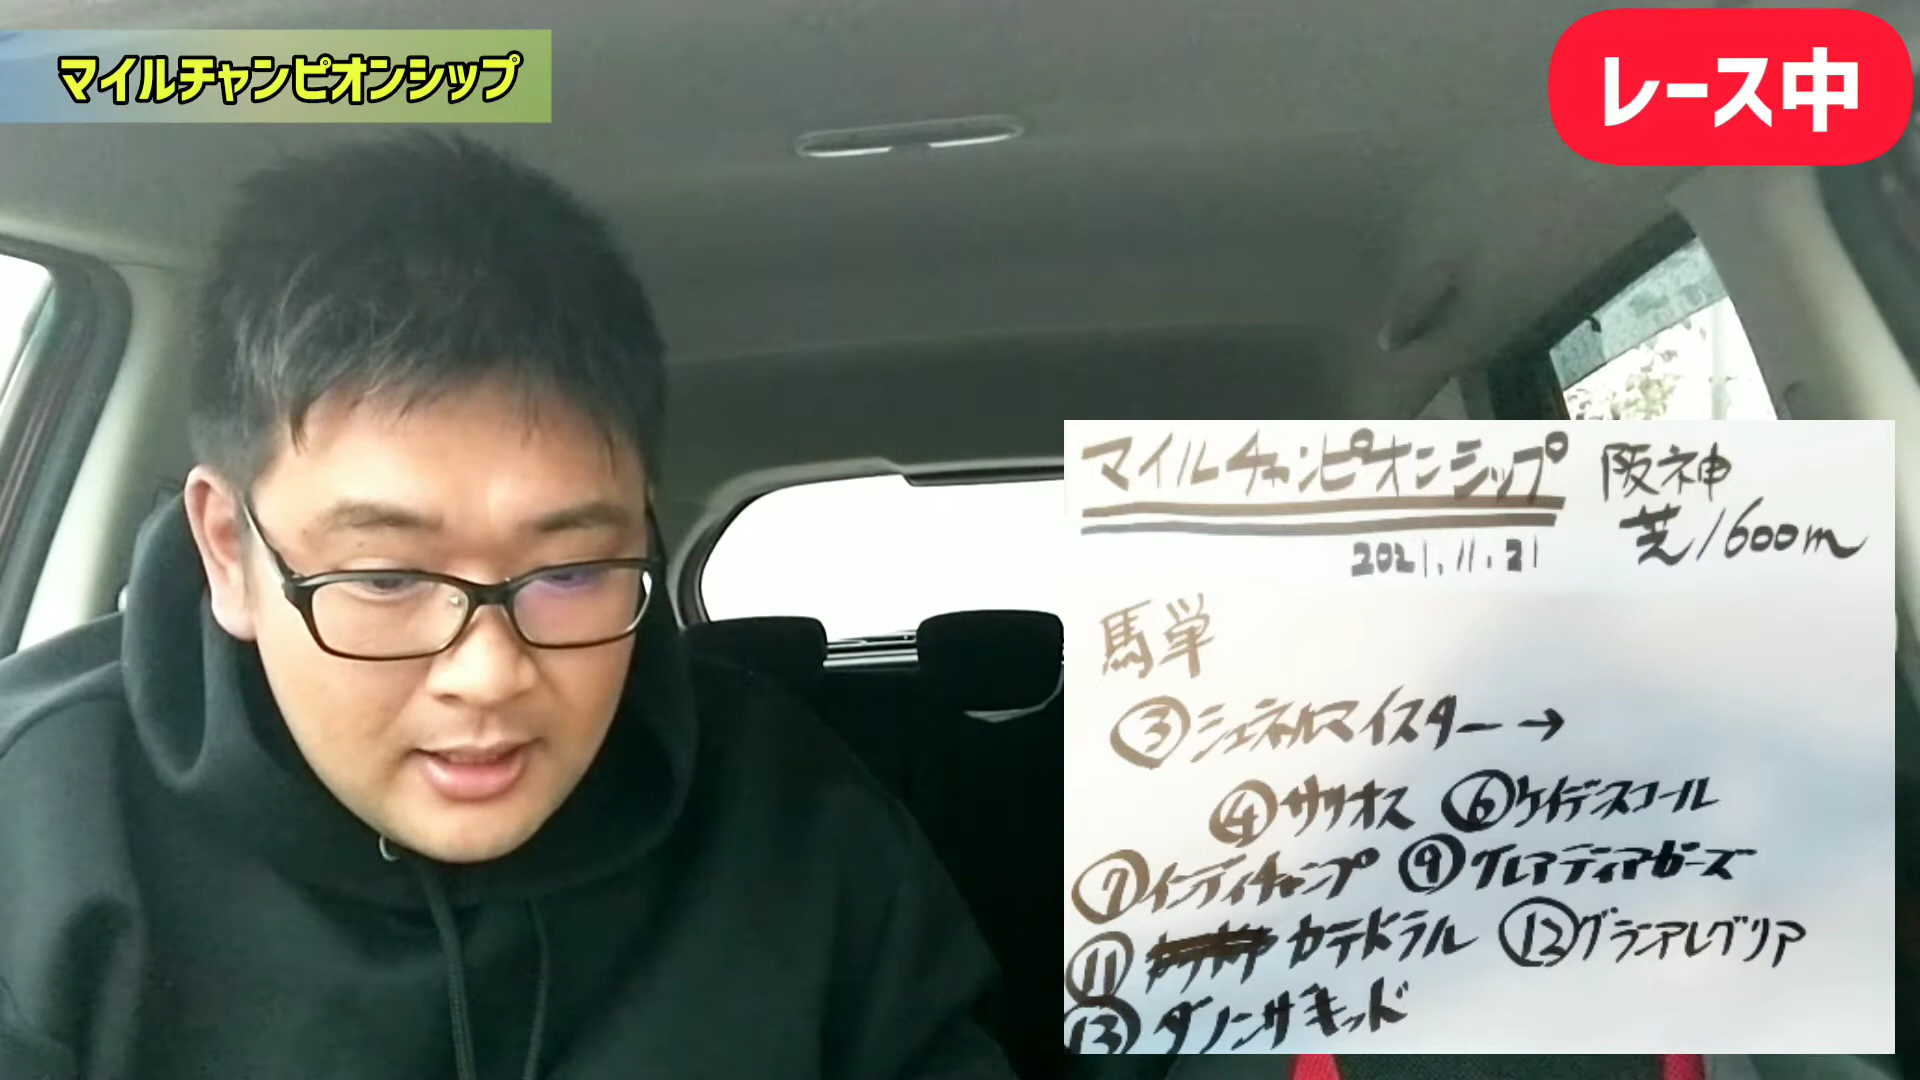 マイルチャンピオンシップ
レース中
マイルチャンピオンシップ 阪神
芝1600m
2021.11.21
馬単
③シュネルマイスター→
④サリオス ⑥ケイデンスコール
⑦インディチャンプ ⑨グレナディアガーズ
⑪カテドラル ⑫グランアレグリア
⑬ダノンザキッド